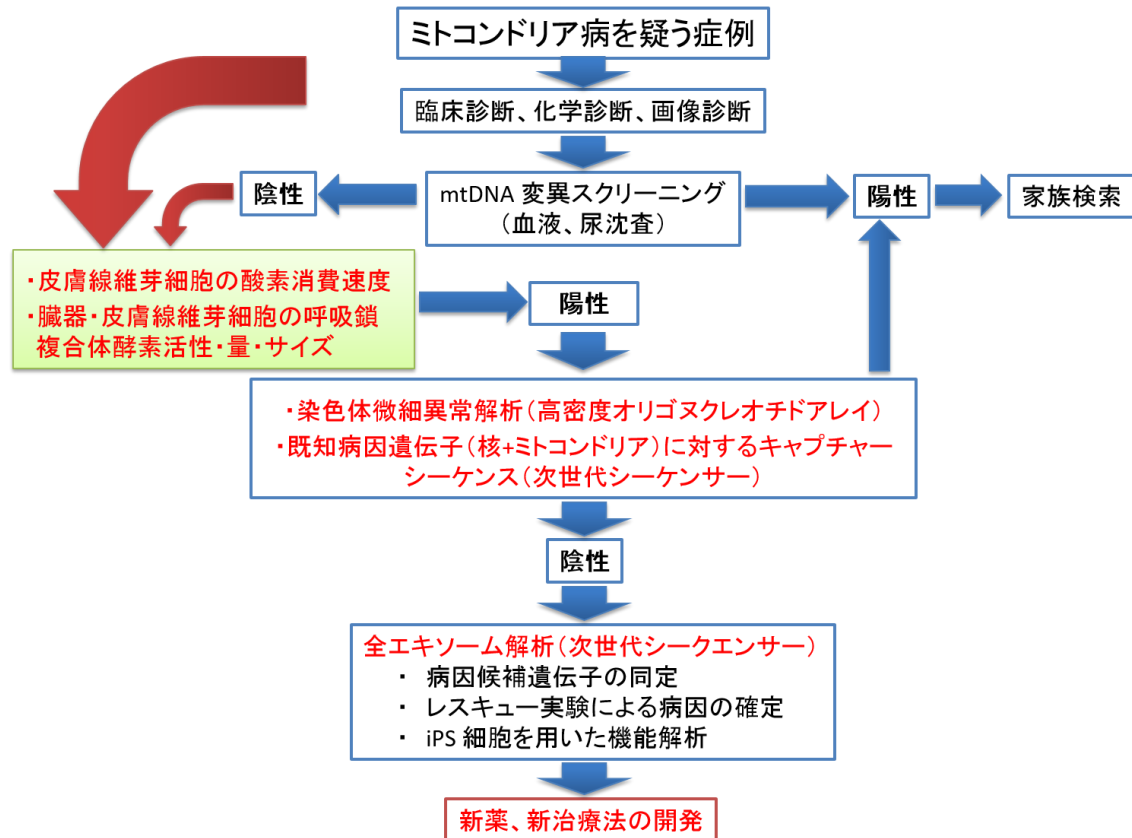 ミトコンドリア病を疑う症例
臨床診断、化学診断、画像診断
陰性
mtDNA 変異スクリーニング
(血液、尿沈査)
陽性
家族検索
・皮膚線維芽細胞の酸素消費速度
・臓器・皮膚線維芽細胞の呼吸鎖
複合体酵素活性・量・サイズ
陽性
・染色体微細異常解析(高密度オリゴヌクレオチドアレイ)
・既知病因遺伝子(核+ミトコンドリア)に対するキャプチャー
シーケンス(次世代シーケンサー)
陰性
全エキソーム解析(次世代シークエンサー)
・ 病因候補遺伝子の同定
・ レスキュー実験による病因の確定
・ iPS 細胞を用いた機能解析
新薬、新治療法の開発